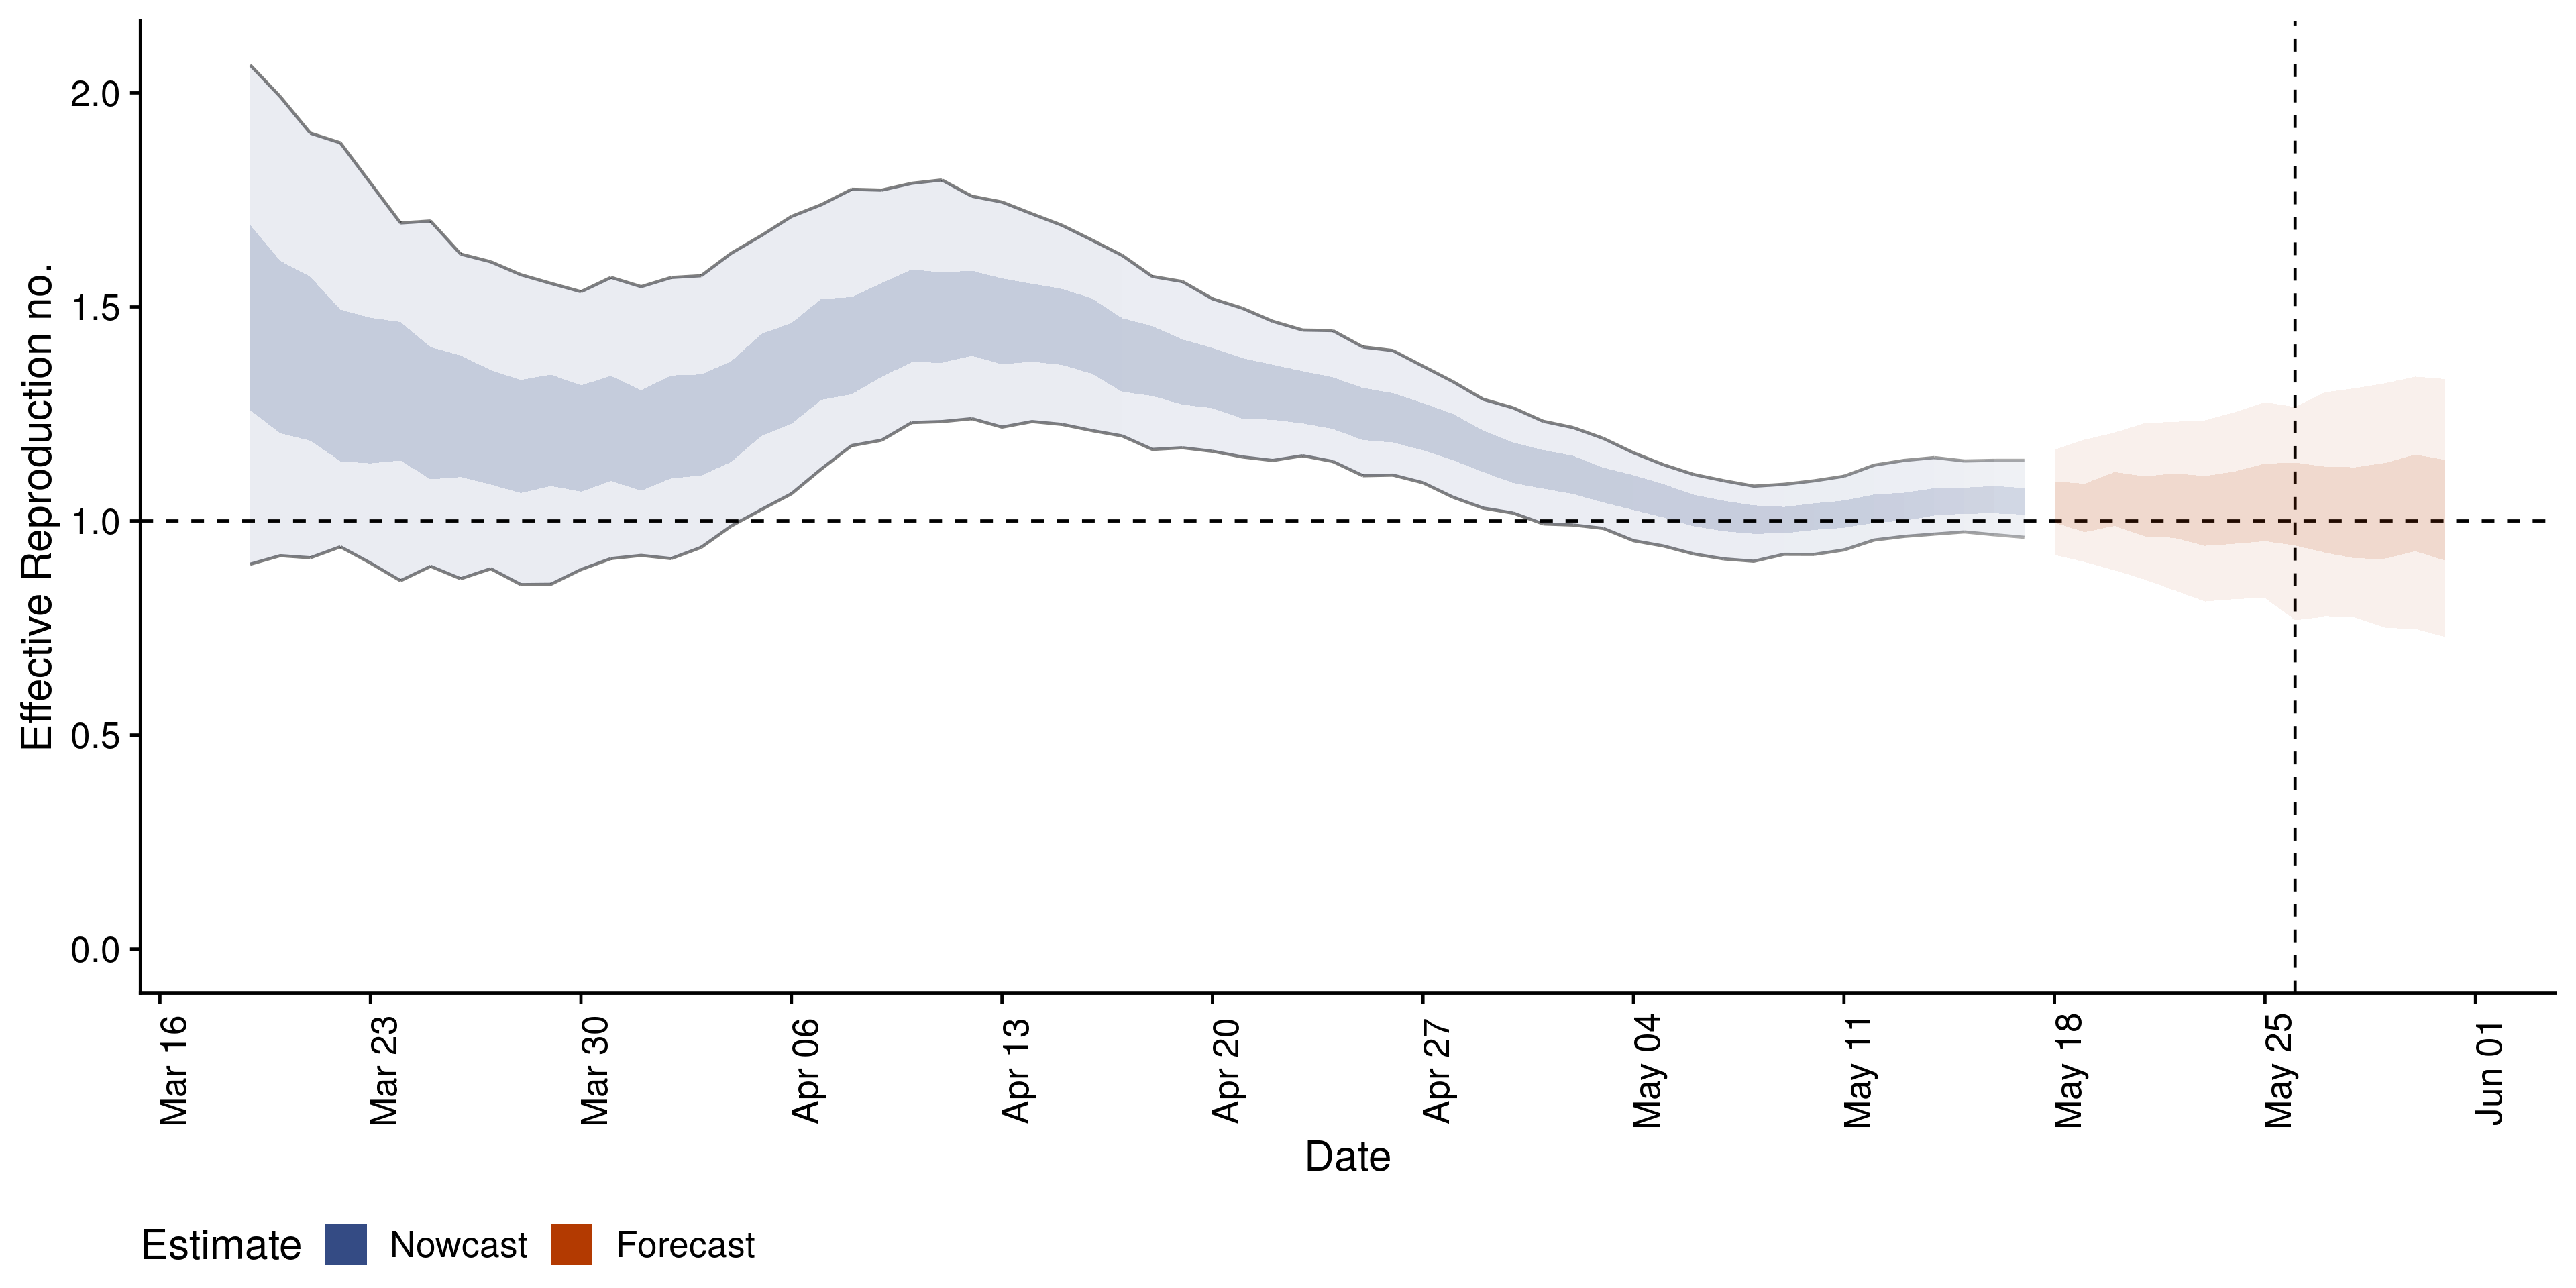 Effective Reproduction no.
2.0
1.5
1.0
0.5
0.0
Mar 16
Mar 23
Mar 30
Apr 06
Apr 13
Apr 20
Apr 27
May 04
May 11
May 18
May 25
Jun 01
Date
Estimate Nowcast Forecast